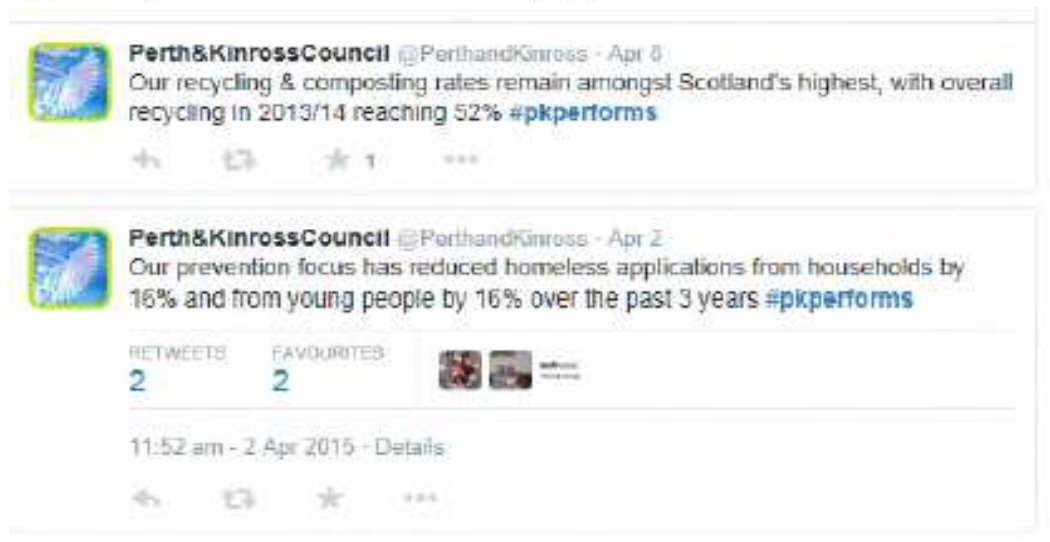 Perth&KinrossCouncil @PerthandKinross · Apr 8
Our recycling & composting rates remain amongst Scotland's highest, with overall
recycling in 2013/14 reaching 52% #pkperforms
1
Perth&KinrossCouncil @PerthandKinross · Apr 2
Our prevention focus has reduced homeless applications from households by
16% and from young people by 16% over the past 3 years #pkperforms
RETWEETS FAVOURITES
2 2
11:52 am - 2 Apr 2015 · Details